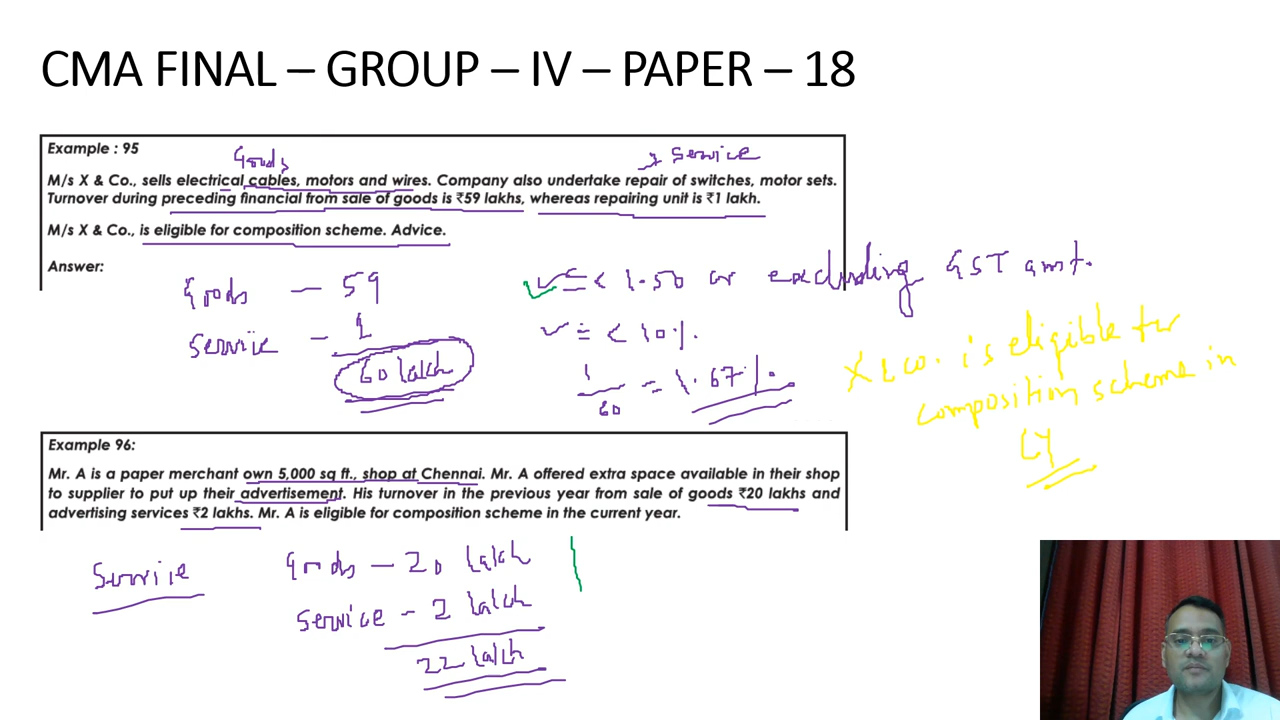 CMA FINAL – GROUP – IV – PAPER – 18
Example : 95
Goods
Service
M/s X & Co., sells electrical cables, motors and wires. Company also undertake repair of switches, motor sets.
Turnover during preceding financial from sale of goods is ₹59 lakhs, whereas repairing unit is ₹1 lakh.
M/s X & Co., is eligible for composition scheme. Advice.
Answer:
Goods – 59
Service – 1
60 lakh
= < 1.50 cr excluding GST amt.
= < 10%.
1/60 = 1.67%.
X & co. is eligible for
composition scheme in
CY
Example 96:
Mr. A is a paper merchant own 5,000 sq ft., shop at Chennai. Mr. A offered extra space available in their shop
to supplier to put up their advertisement. His turnover in the previous year from sale of goods ₹20 lakhs and
advertising services ₹2 lakhs. Mr. A is eligible for composition scheme in the current year.
Service
Goods – 20 lakh
Service – 2 lakh
22 lakh